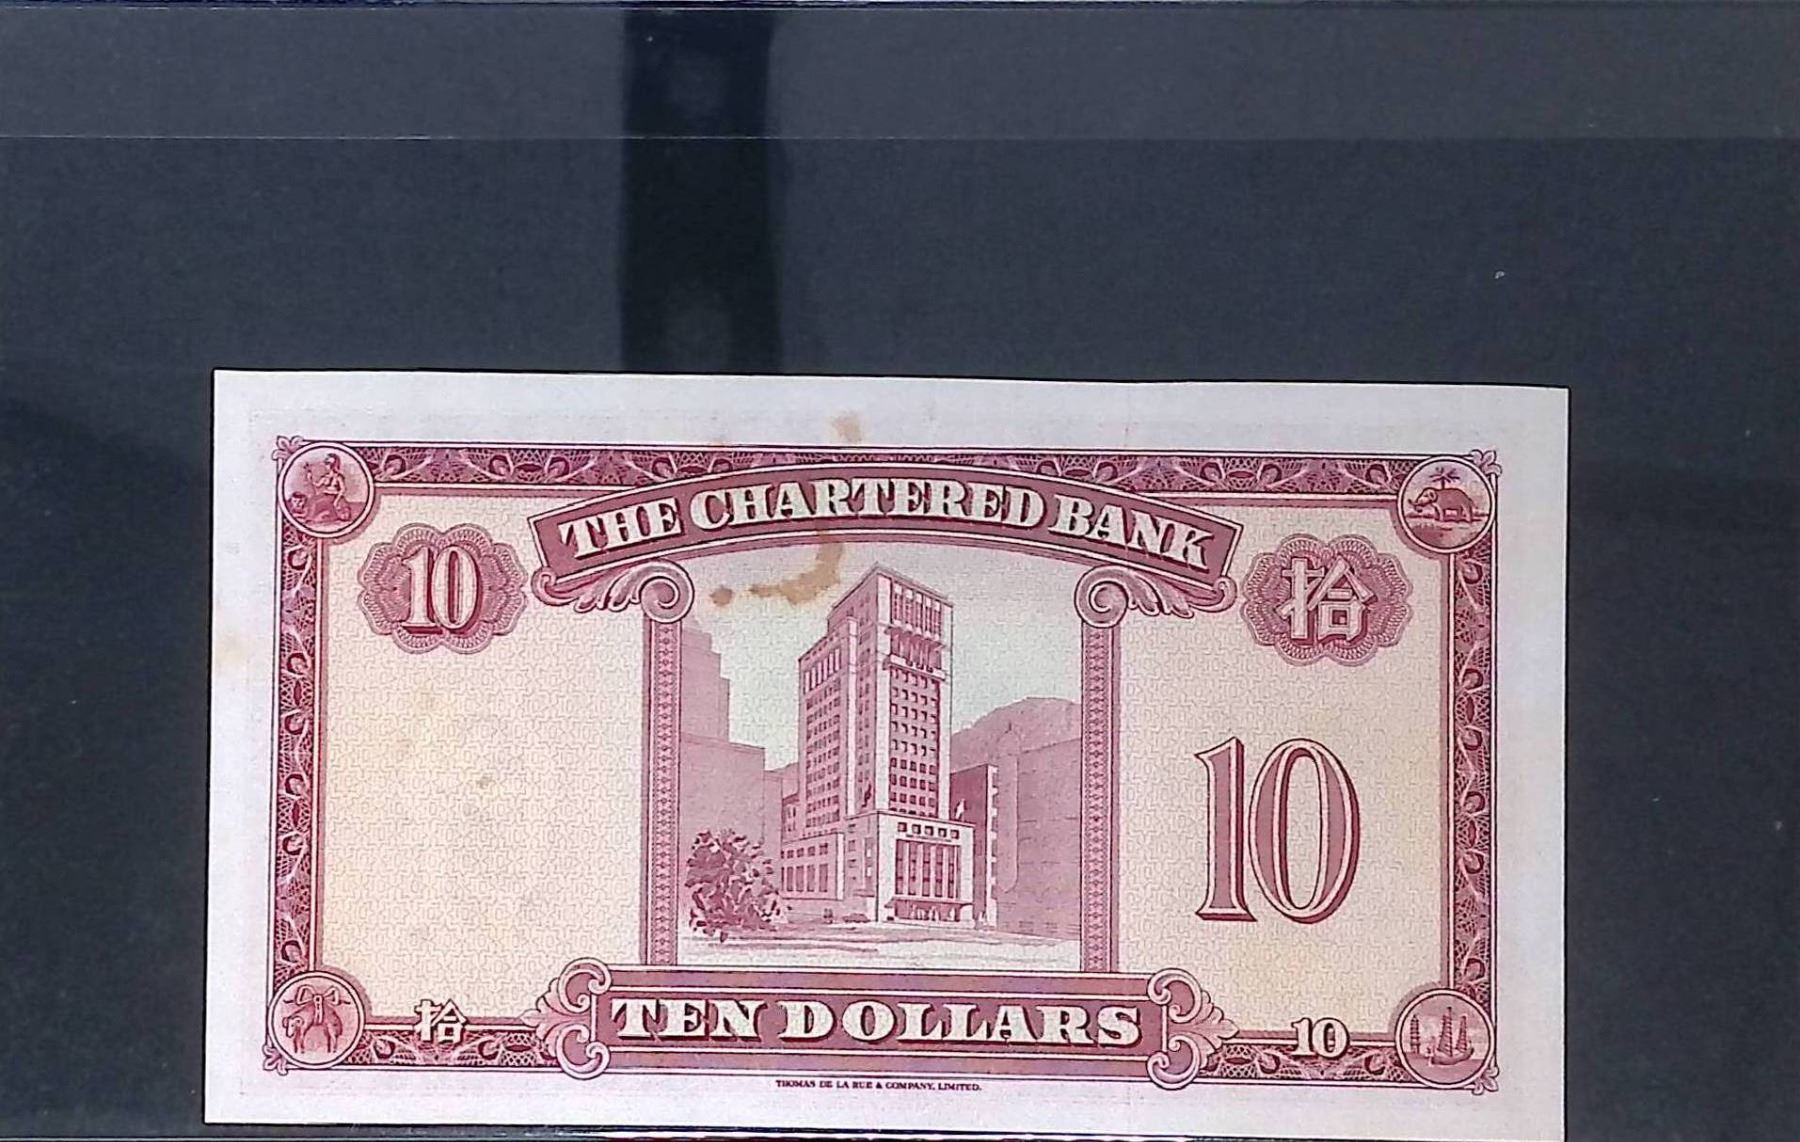 THE CHARTERED BANK
10
拾
10
TEN DOLLARS
拾
10
THOMAS DE LA RUE & COMPANY, LIMITED.